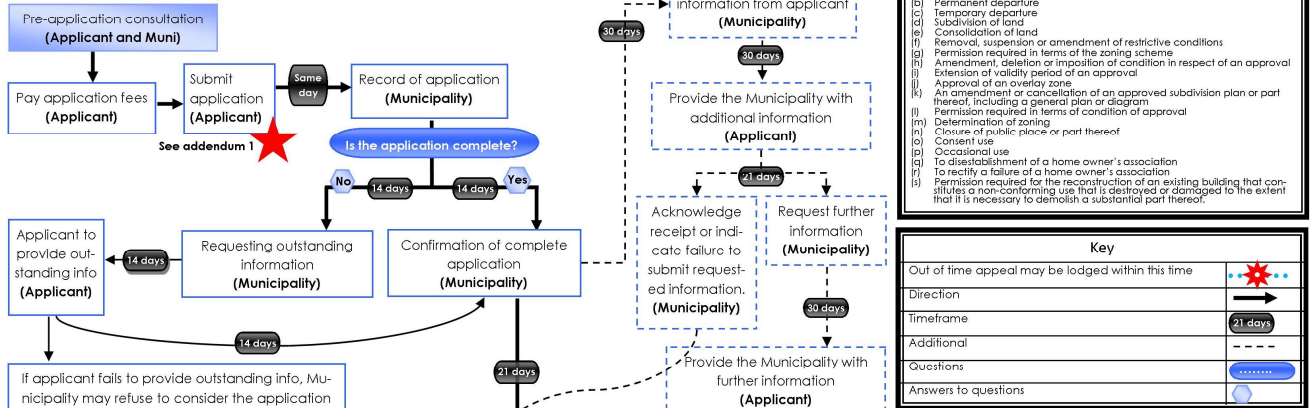 Pre-application consultation
(Applicant and Muni)
Pay application fees
(Applicant)
Submit
application
(Applicant)
See addendum 1
Same
day
Record of application
(Municipality)
Is the application complete?
No
14 days
14 days
Yes
Applicant to
provide out-
standing info
(Applicant)
14 days
Requesting outstanding
information
(Municipality)
Confirmation of complete
application
(Municipality)
14 days
If applicant fails to provide outstanding info, Mu-
nicipality may refuse to consider the application
21 days
30 days
information from applicant
(Municipality)
30 days
Provide the Municipality with
additional information
(Applicant)
21 days
Acknowledge
receipt or indi-
cate failure to
submit request-
ed information.
(Municipality)
Request further
information
(Municipality)
30 days
Provide the Municipality with
further information
(Applicant)
(b) Permanent departure
(c) Temporary departure
(d) Subdivision of land
(e) Consolidation of land
(f) Removal, suspension or amendment of restrictive conditions
(g) Permission required in terms of the zoning scheme
(h) Amendment, deletion or imposition of condition in respect of an approval
(i) Extension of validity period of an approval
(j) Approval of an overlay zone
(k) An amendment or cancellation of an approved subdivision plan or part
thereof, including a general plan or diagram
(l) Permission required in terms of condition of approval
(m) Determination of zoning
(n) Closure of public place or part thereof
(o) Consent use
(p) Occasional use
(q) To disestablishment of a home owner's association
(r) To rectify a failure of a home owner's association
(s) Permission required for the reconstruction of an existing building that con-
stitutes a non-conforming use that is destroyed or damaged to the extent
that it is necessary to demolish a substantial part thereof.
Key
Out of time appeal may be lodged within this time
Direction
Timeframe
21 days
Additional
Questions
........
Answers to questions